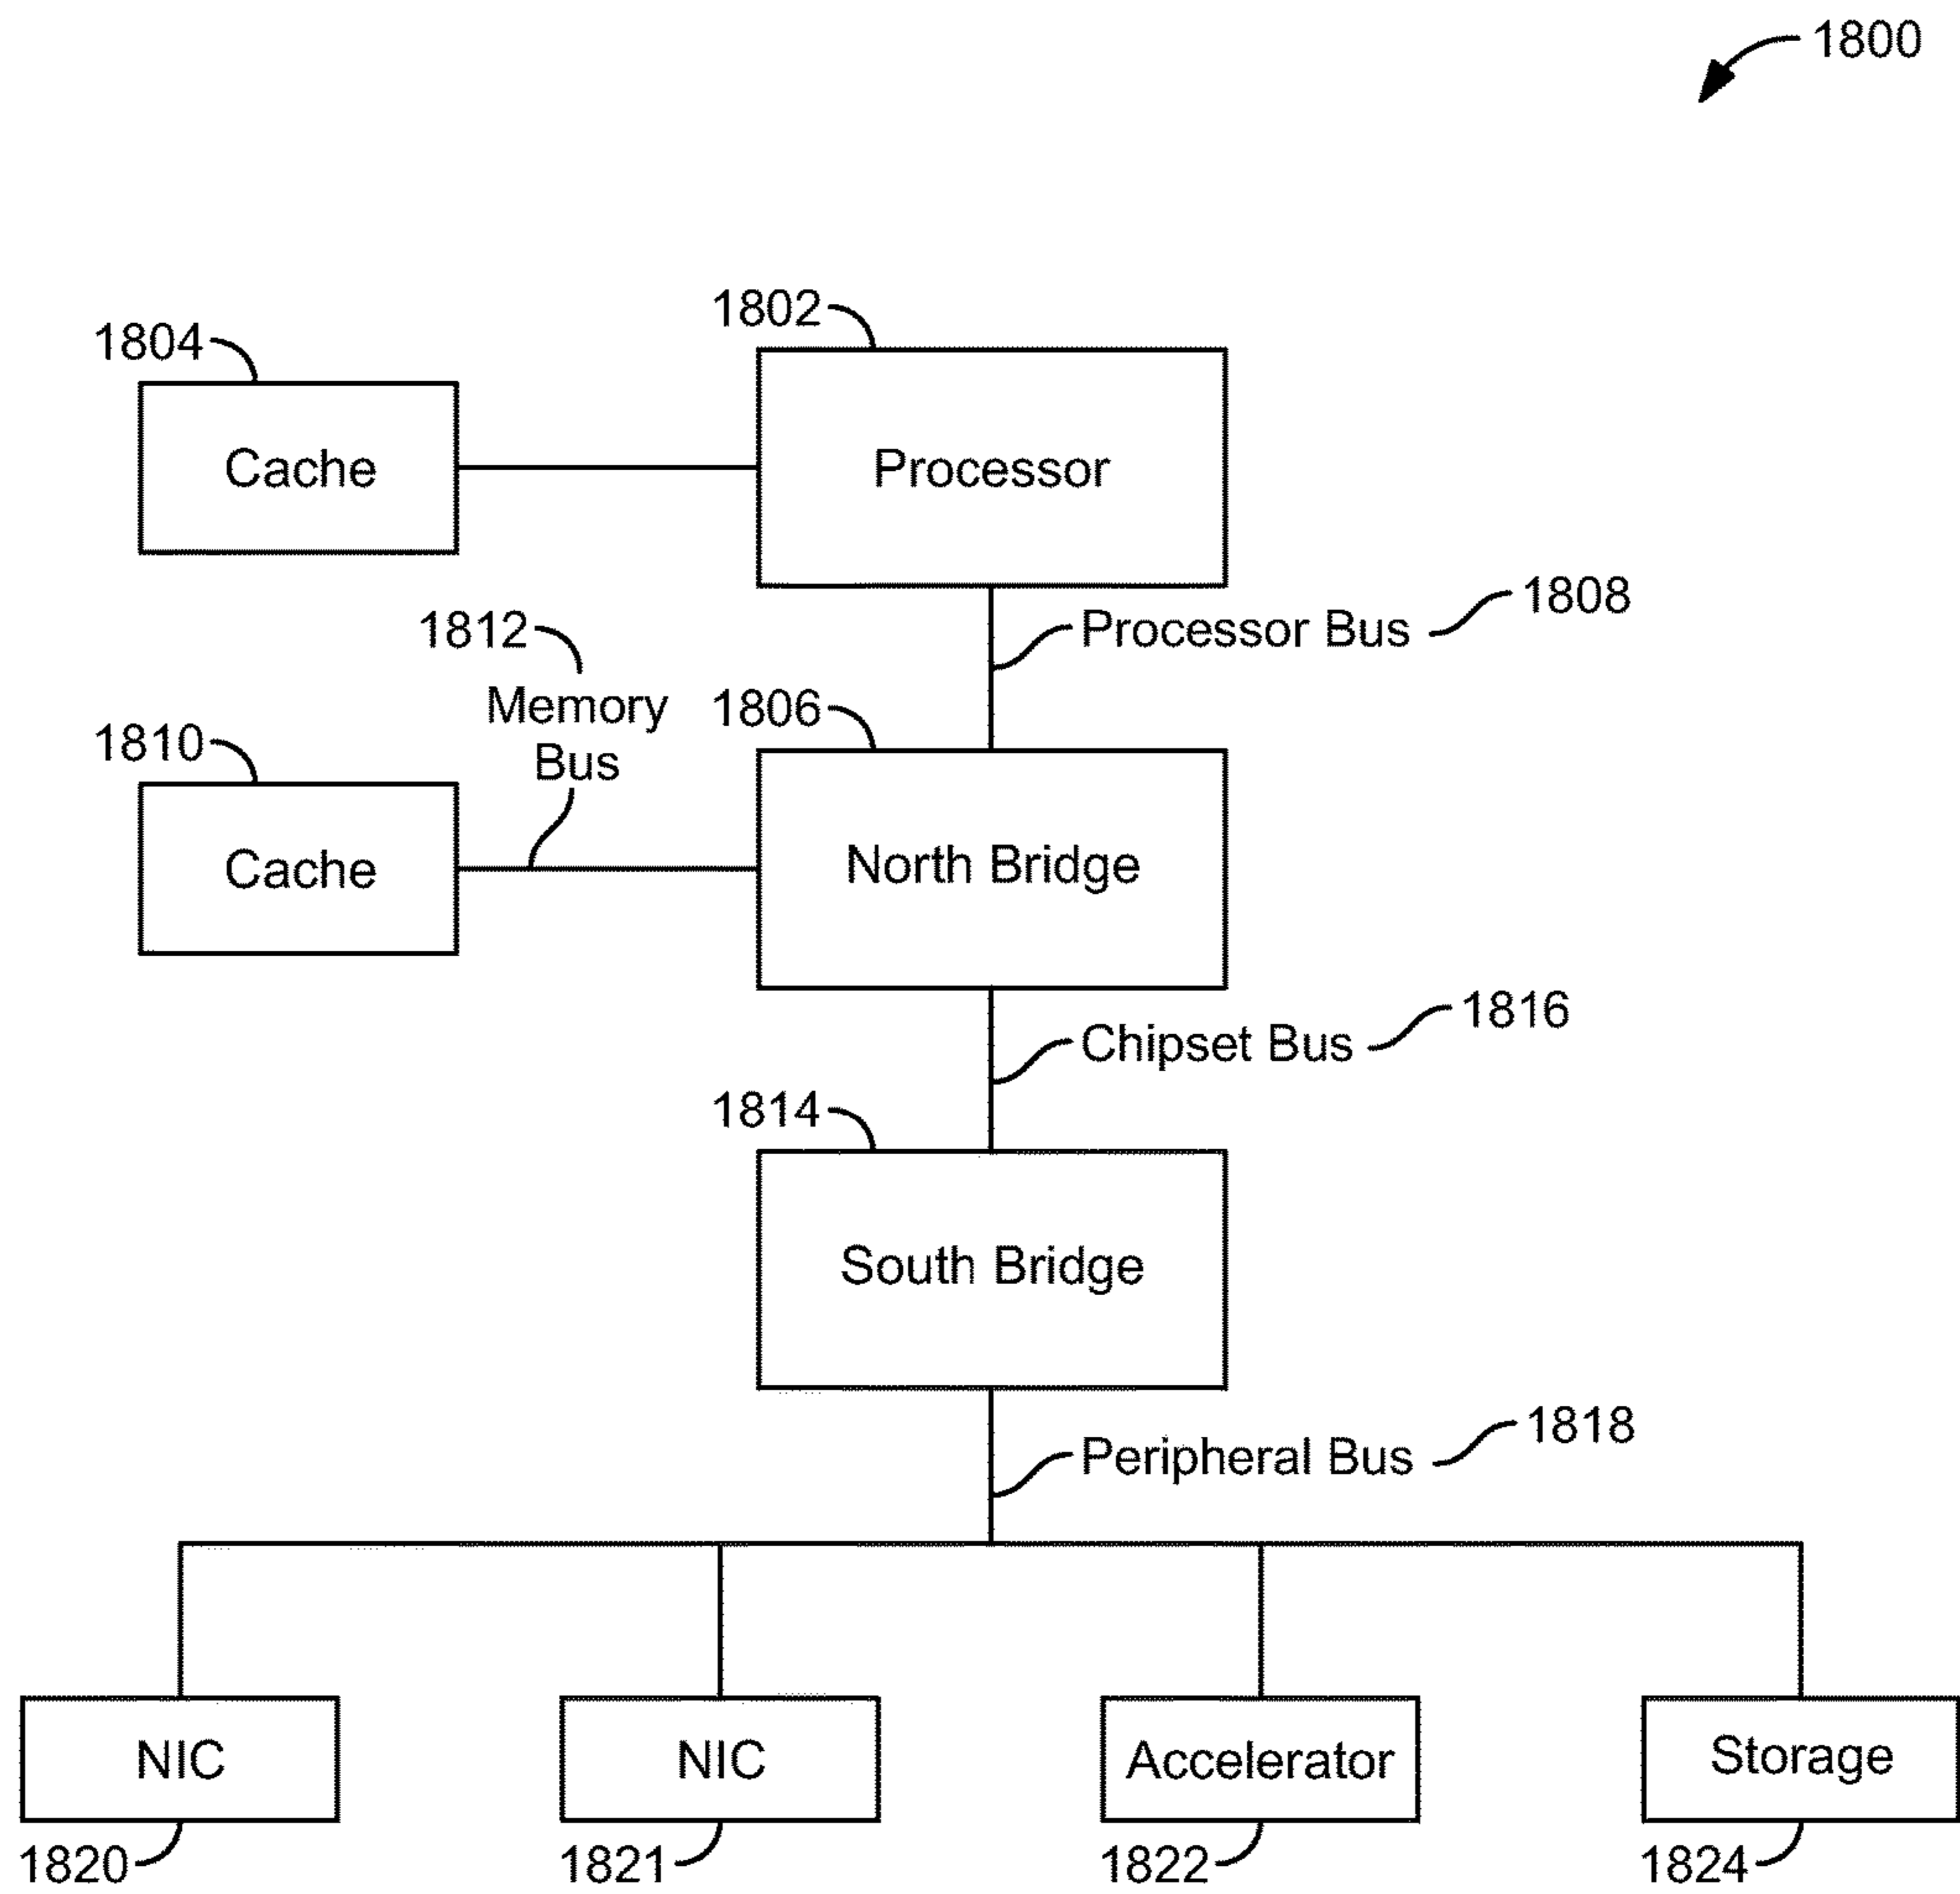 1800
1802
1804
Cache
Processor
1808
Processor Bus
1812
Memory
Bus
1806
1810
Cache
North Bridge
1816
Chipset Bus
1814
South Bridge
1818
Peripheral Bus
NIC
NIC
Accelerator
Storage
1820
1821
1822
1824